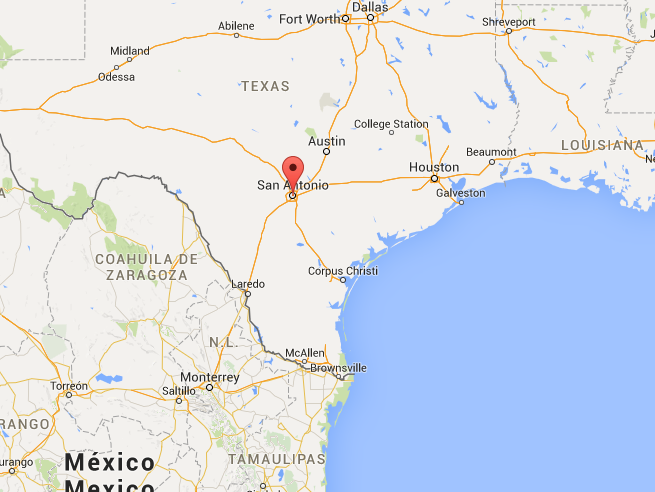 Dallas
Fort Worth
Shreveport
Abilene
Midland
Odessa
TEXAS
College Station
Austin
LOUISIANA
Beaumont
Houston
San Antonio
Galveston
COAHUILA DE
ZARAGOZA
Corpus Christi
Laredo
N.L.
McAllen
Brownsville
Monterrey
Torreón
Saltillo
TAMAULIPAS
México
Mexico